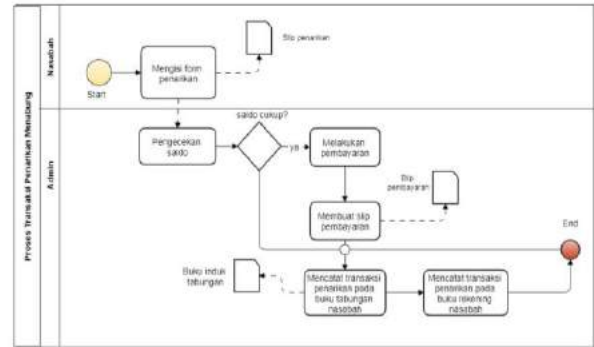 Proses Transaksi Penarikan Menabung
Nasabah
Start
Mengisi form
penarikan
Slip penarikan
Admin
Pengecekan
saldo
saldo cukup?
ya
Melakukan
pembayaran
Slip
pembayaran
Membuat slip
pembayaran
End
Buku induk
tabungan
Mencatat transaksi
penarikan pada
buku tabungan
nasabah
Mencatat transaksi
penarikan pada
buku rekening
nasabah